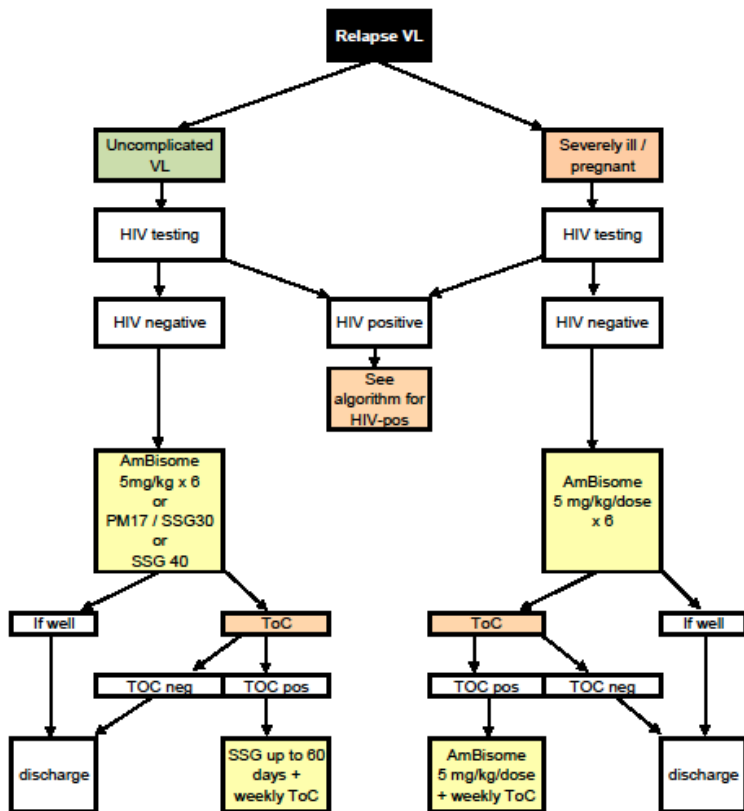 Relapse VL
Uncomplicated
VL
Severely ill /
pregnant
HIV testing
HIV testing
HIV negative
HIV positive
HIV negative
See
algorithm for
HIV-pos
AmBisome
5mg/kg x 6
or
PM17 / SSG30
or
SSG 40
AmBisome
5 mg/kg/dose
x 6
If well
ToC
ToC
If well
TOC neg
TOC pos
TOC pos
TOC neg
discharge
SSG up to 60
days +
weekly ToC
AmBisome
5 mg/kg/dose
+ weekly ToC
discharge